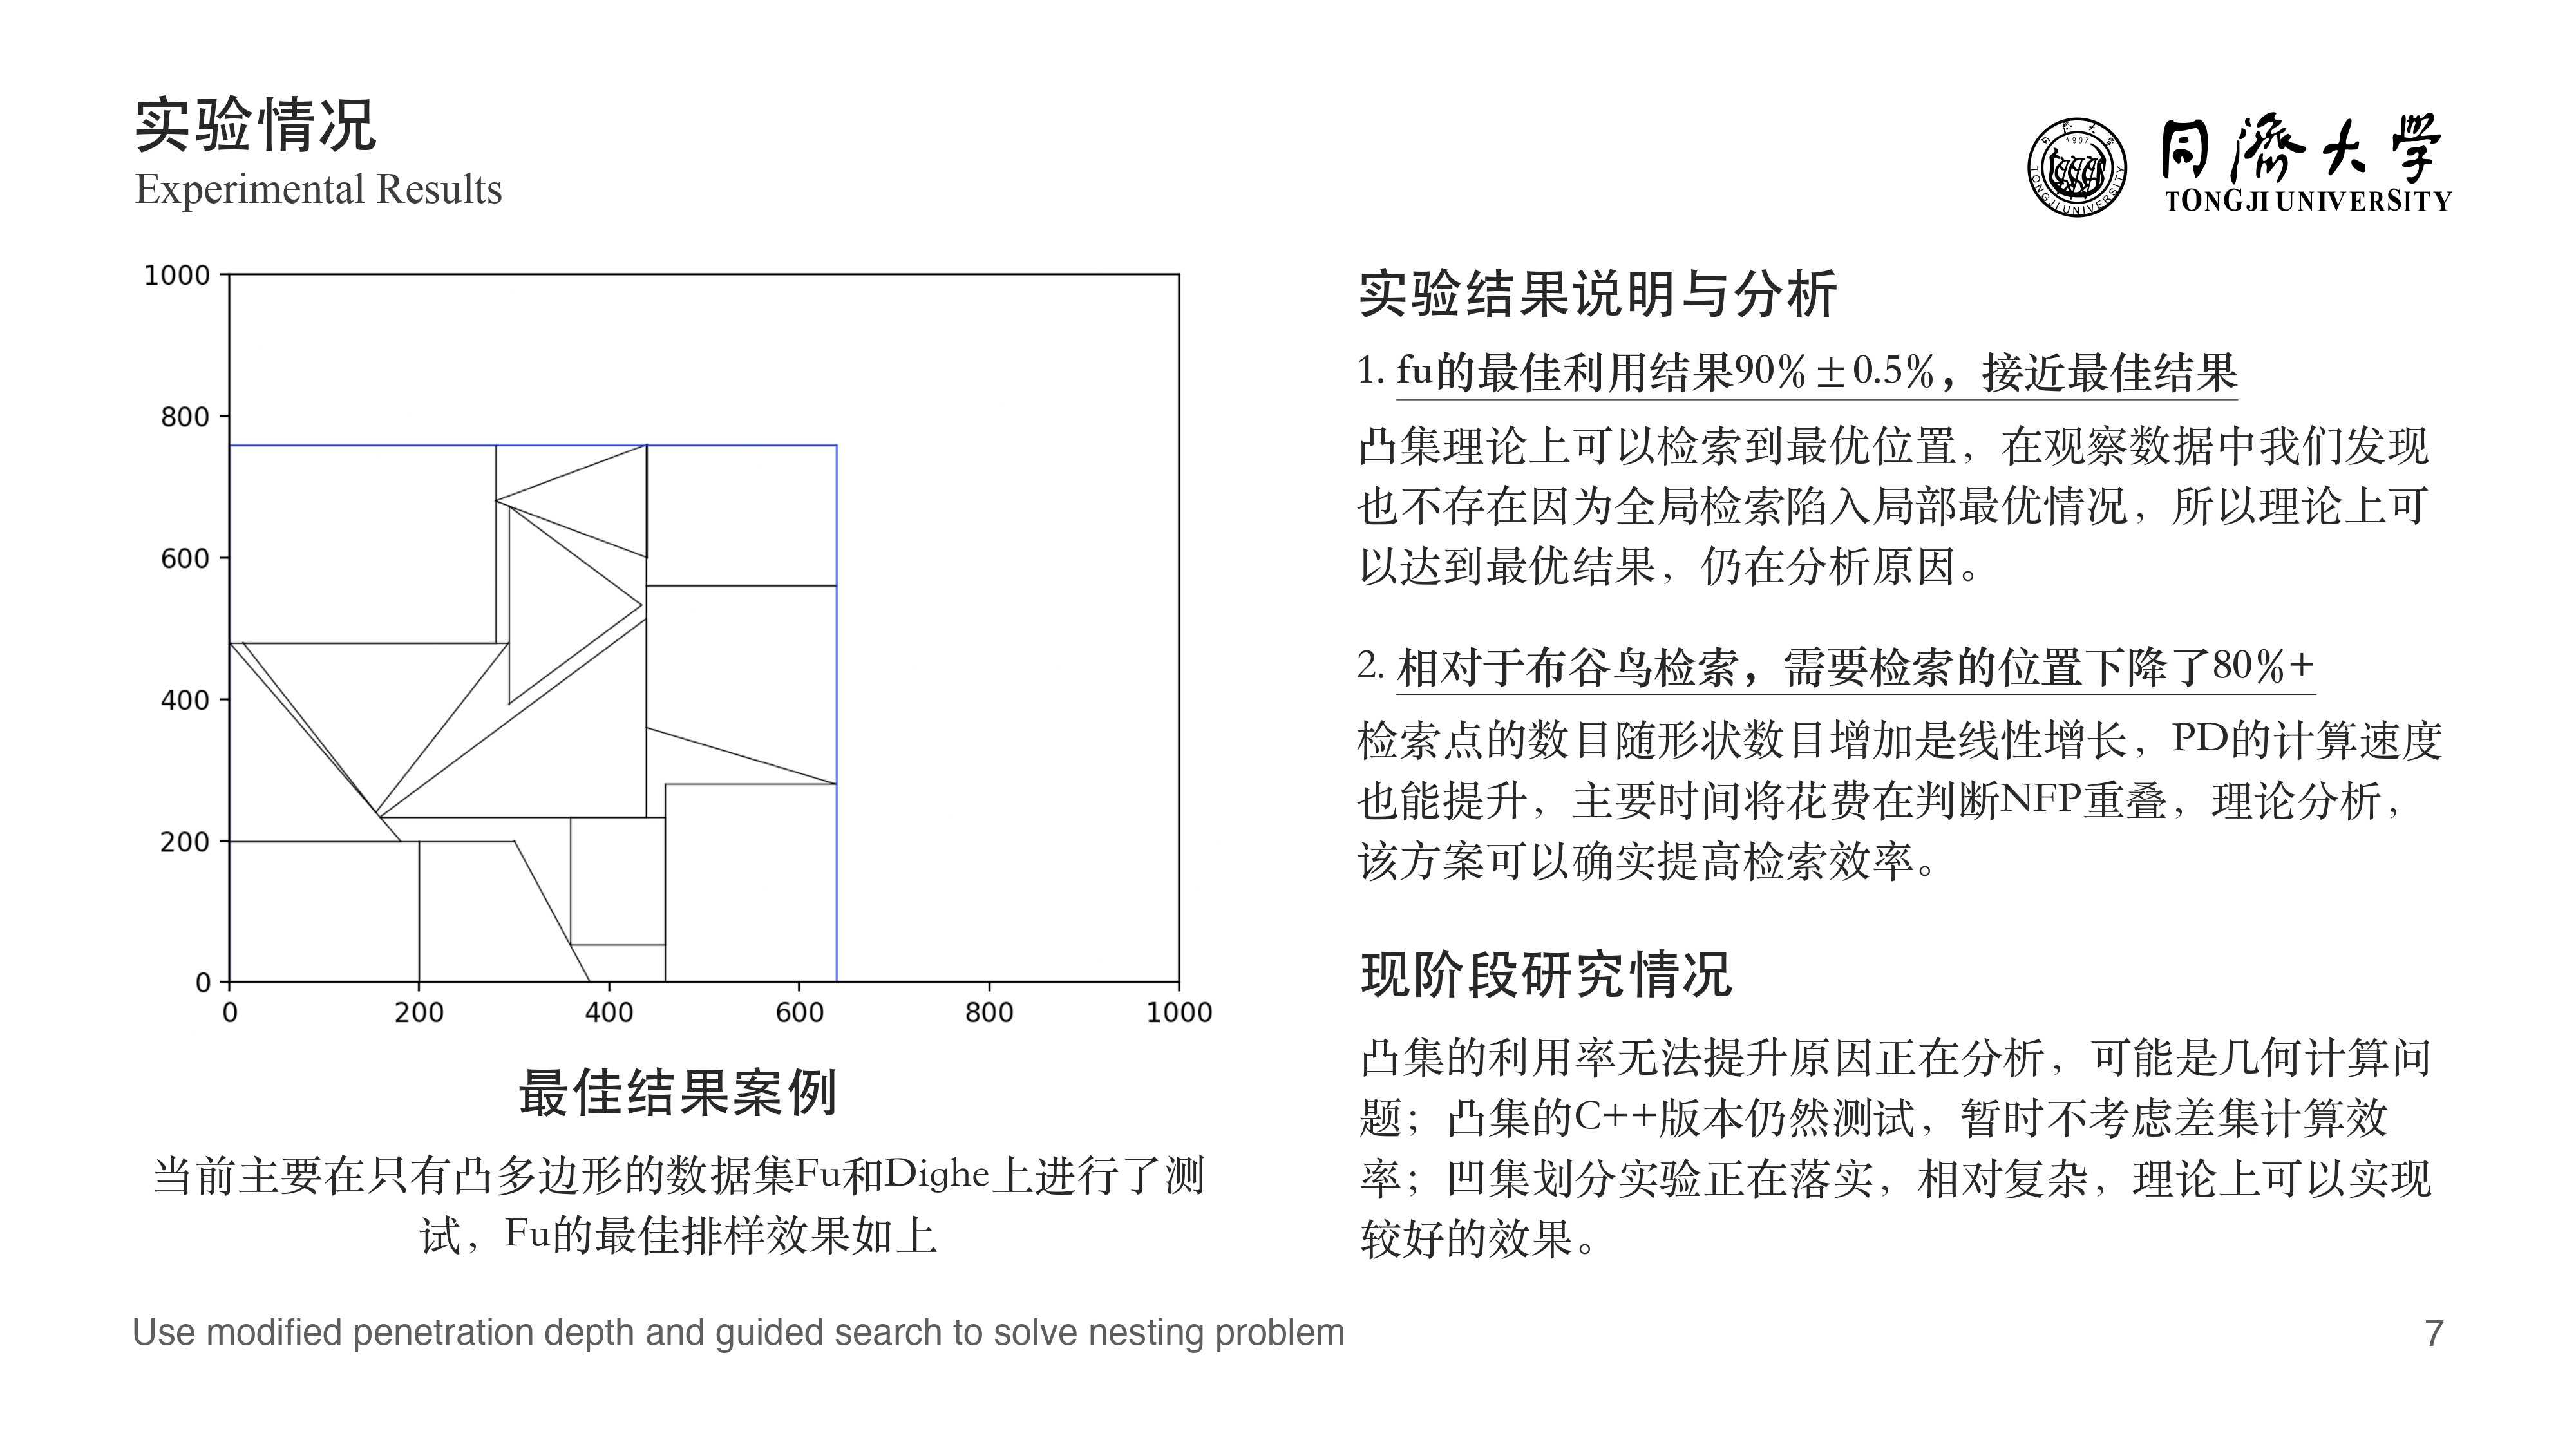 实验情况
Experimental Results
同濟大学
TONGJI UNIVERSITY
1907
TONGJI UNIVERSITY
1000
800
600
400
200
0
0 200 400 600 800 1000
最佳结果案例
当前主要在只有凸多边形的数据集Fu和Dighe上进行了测
试，Fu的最佳排样效果如上
实验结果说明与分析
1. fu的最佳利用结果90%±0.5%，接近最佳结果
凸集理论上可以检索到最优位置，在观察数据中我们发现
也不存在因为全局检索陷入局部最优情况，所以理论上可
以达到最优结果，仍在分析原因。
2. 相对于布谷鸟检索，需要检索的位置下降了80%+
检索点的数目随形状数目增加是线性增长，PD的计算速度
也能提升，主要时间将花费在判断NFP重叠，理论分析，
该方案可以确实提高检索效率。
现阶段研究情况
凸集的利用率无法提升原因正在分析，可能是几何计算问
题；凸集的C++版本仍然测试，暂时不考虑差集计算效
率；凹集划分实验正在落实，相对复杂，理论上可以实现
较好的效果。
Use modified penetration depth and guided search to solve nesting problem
7